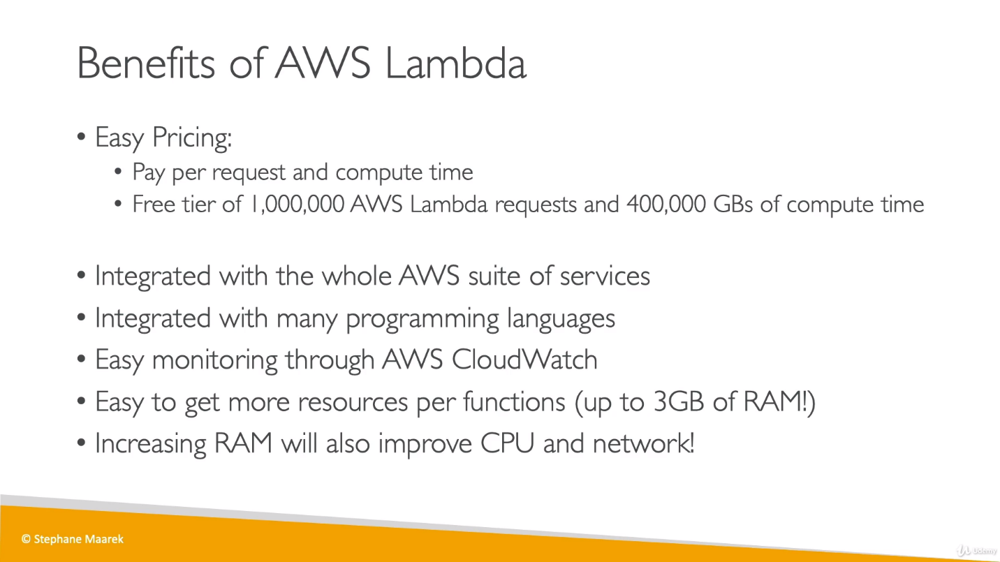 Benefits of AWS Lambda
• Easy Pricing:
• Pay per request and compute time
• Free tier of 1,000,000 AWS Lambda requests and 400,000 GBs of compute time
• Integrated with the whole AWS suite of services
• Integrated with many programming languages
• Easy monitoring through AWS CloudWatch
• Easy to get more resources per functions (up to 3GB of RAM!)
• Increasing RAM will also improve CPU and network!
© Stephane Maarek
Udemy